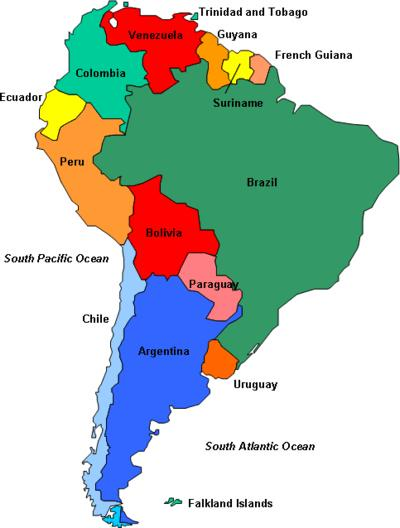 Trinidad and Tobago
Venezuela
Guyana
French Guiana
Colombia
Ecuador
Suriname
Peru
Brazil
Bolivia
South Pacific Ocean
Paraguay
Chile
Argentina
Uruguay
South Atlantic Ocean
Falkland Islands